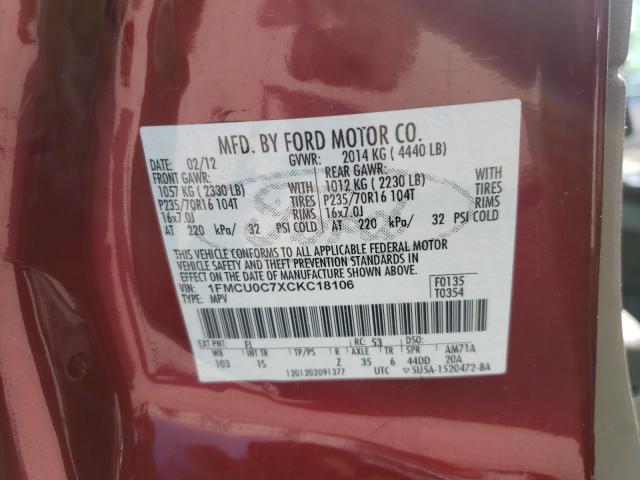 MFD. BY FORD MOTOR CO.
DATE: 02/12 GVWR: 2014 KG ( 4440 LB)
FRONT GAWR: REAR GAWR:
1057 KG ( 2330 LB) WITH 1012 KG ( 2230 LB) WITH
P235/70R16 104T TIRES P235/70R16 104T TIRES
16x7.0J RIMS 16x7.0J RIMS
AT 220 kPa/ 32 PSI COLD AT 220 kPa/ 32 PSI COLD
THIS VEHICLE CONFORMS TO ALL APPLICABLE FEDERAL MOTOR
VEHICLE SAFETY AND THEFT PREVENTION STANDARDS IN EFFECT
ON THE DATE OF MANUFACTURE SHOWN ABOVE.
VIN: 1FMCU0C7XCKC18106 F0135
TYPE: MPV T0354
EXT PNT: FL RC: 53 DSO:
WB INT TR TP/PS R AXLE TR SPR AM71A
103 IS Z 35 6 44DD 20A
1201202091377 UTC 5U5A-1520472-BA